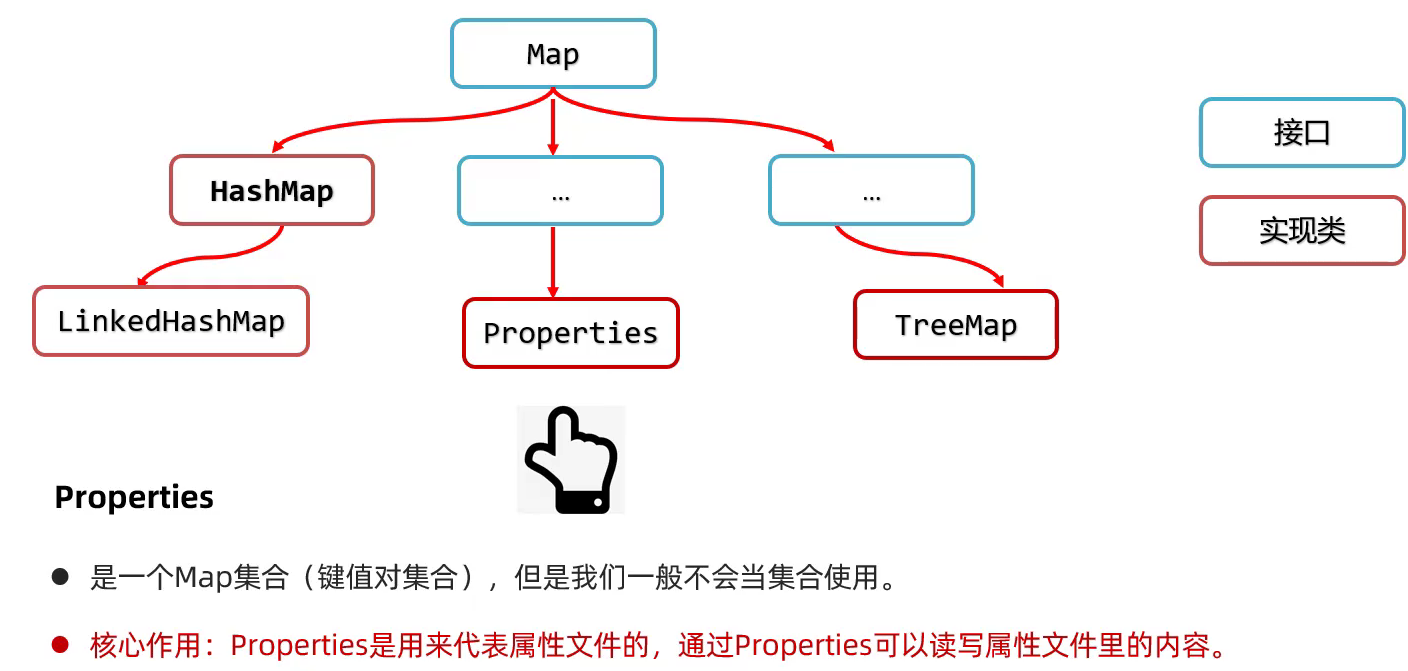 Map
接口
HashMap
...
...
实现类
LinkedHashMap
Properties
TreeMap
Properties
是一个Map集合（键值对集合），但是我们一般不会当集合使用。
核心作用：Properties是用来代表属性文件的，通过Properties可以读写属性文件里的内容。